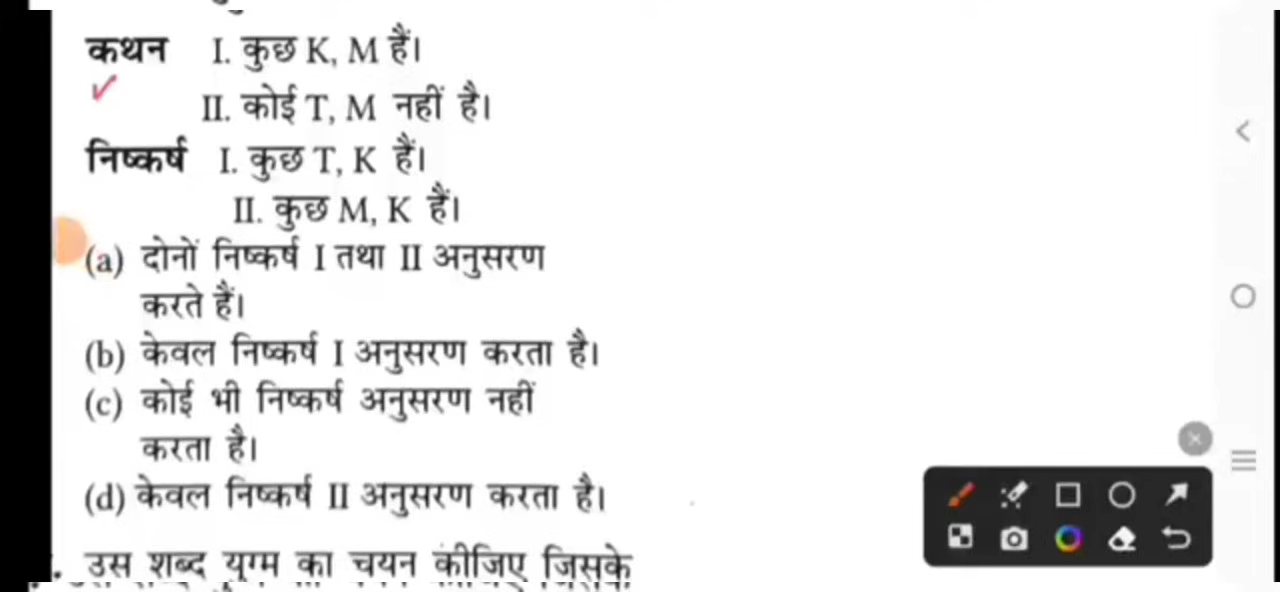 कथन I. कुछ K, M हैं।
II. कोई T, M नहीं है।
निष्कर्ष I. कुछ T, K हैं।
II. कुछ M, K हैं।
(a) दोनों निष्कर्ष I तथा II अनुसरण
करते हैं।
(b) केवल निष्कर्ष I अनुसरण करता है।
(c) कोई भी निष्कर्ष अनुसरण नहीं
करता है।
(d) केवल निष्कर्ष II अनुसरण करता है।
उस शब्द युग्म का चयन कीजिए जिसके